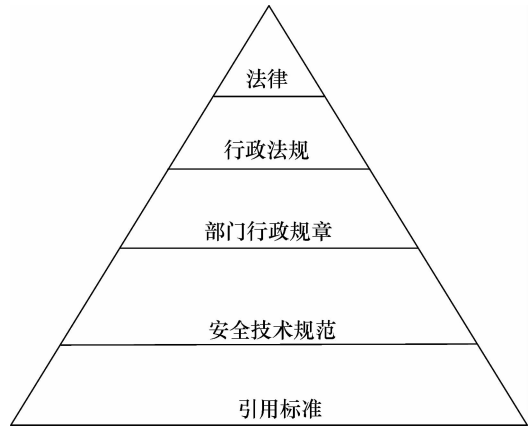 法律
行政法规
部门行政规章
安全技术规范
引用标准